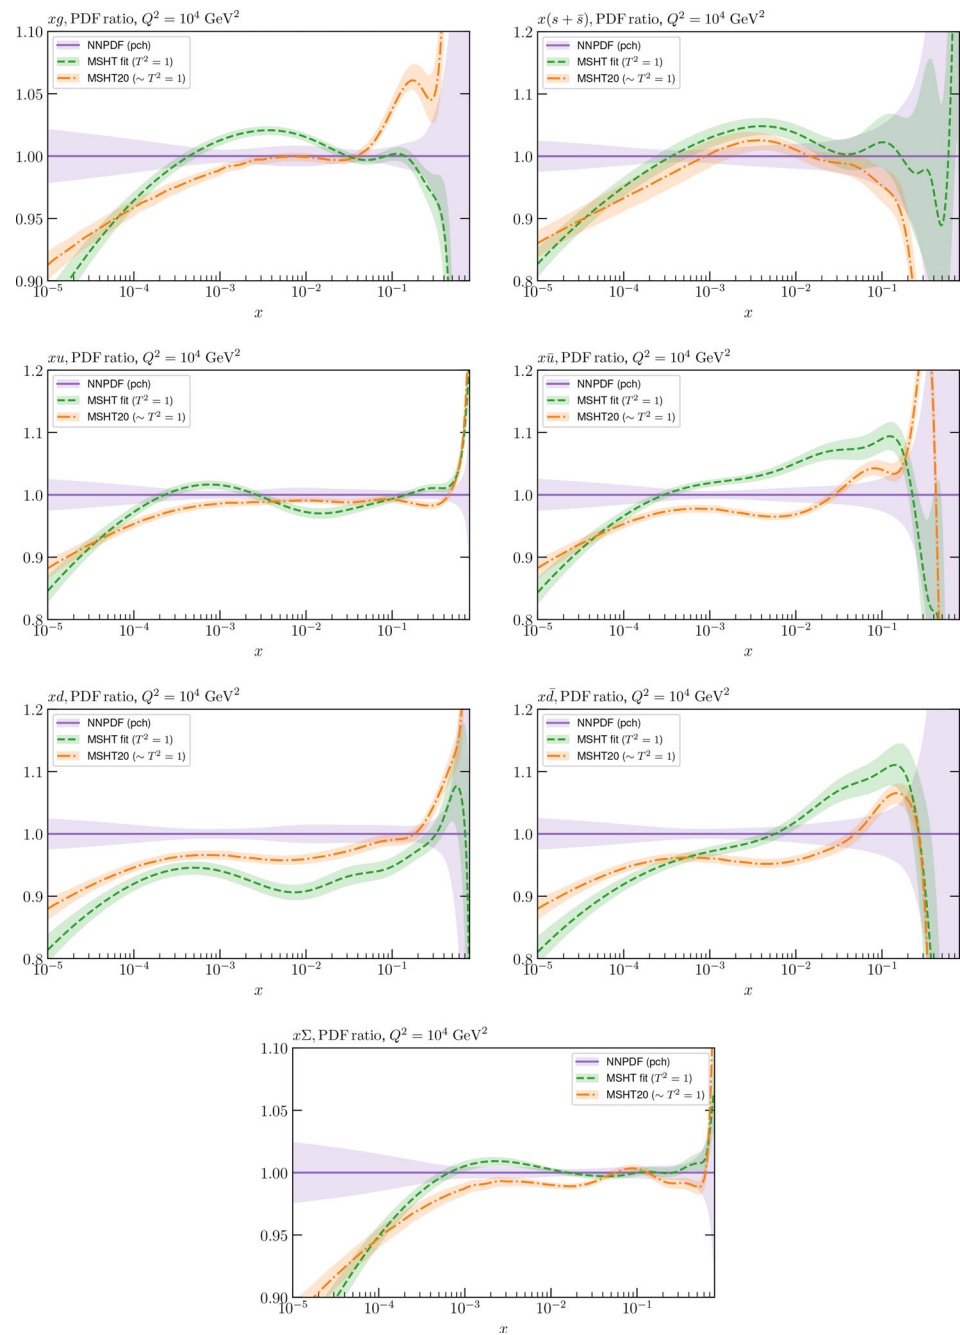 xg, PDF ratio, Q² = 10⁴ GeV²
1.10
1.05
1.00
0.95
0.90
NNPDF (pch)
MSHT fit (T² = 1)
MSHT20 (∼ T² = 1)
10⁻⁵ 10⁻⁴ 10⁻³ 10⁻² 10⁻¹
x
x(s + s̄), PDF ratio, Q² = 10⁴ GeV²
1.2
1.1
1.0
0.9
0.8
NNPDF (pch)
MSHT fit (T² = 1)
MSHT20 (∼ T² = 1)
10⁻⁵ 10⁻⁴ 10⁻³ 10⁻² 10⁻¹
x
xu, PDF ratio, Q² = 10⁴ GeV²
1.2
1.1
1.0
0.9
0.8
NNPDF (pch)
MSHT fit (T² = 1)
MSHT20 (∼ T² = 1)
10⁻⁵ 10⁻⁴ 10⁻³ 10⁻² 10⁻¹
x
xū, PDF ratio, Q² = 10⁴ GeV²
1.2
1.1
1.0
0.9
0.8
NNPDF (pch)
MSHT fit (T² = 1)
MSHT20 (∼ T² = 1)
10⁻⁵ 10⁻⁴ 10⁻³ 10⁻² 10⁻¹
x
xd, PDF ratio, Q² = 10⁴ GeV²
1.2
1.1
1.0
0.9
0.8
NNPDF (pch)
MSHT fit (T² = 1)
MSHT20 (∼ T² = 1)
10⁻⁵ 10⁻⁴ 10⁻³ 10⁻² 10⁻¹
x
xd̄, PDF ratio, Q² = 10⁴ GeV²
1.2
1.1
1.0
0.9
0.8
NNPDF (pch)
MSHT fit (T² = 1)
MSHT20 (∼ T² = 1)
10⁻⁵ 10⁻⁴ 10⁻³ 10⁻² 10⁻¹
x
xΣ, PDF ratio, Q² = 10⁴ GeV²
1.10
1.05
1.00
0.95
0.90
NNPDF (pch)
MSHT fit (T² = 1)
MSHT20 (∼ T² = 1)
10⁻⁵ 10⁻⁴ 10⁻³ 10⁻² 10⁻¹
x